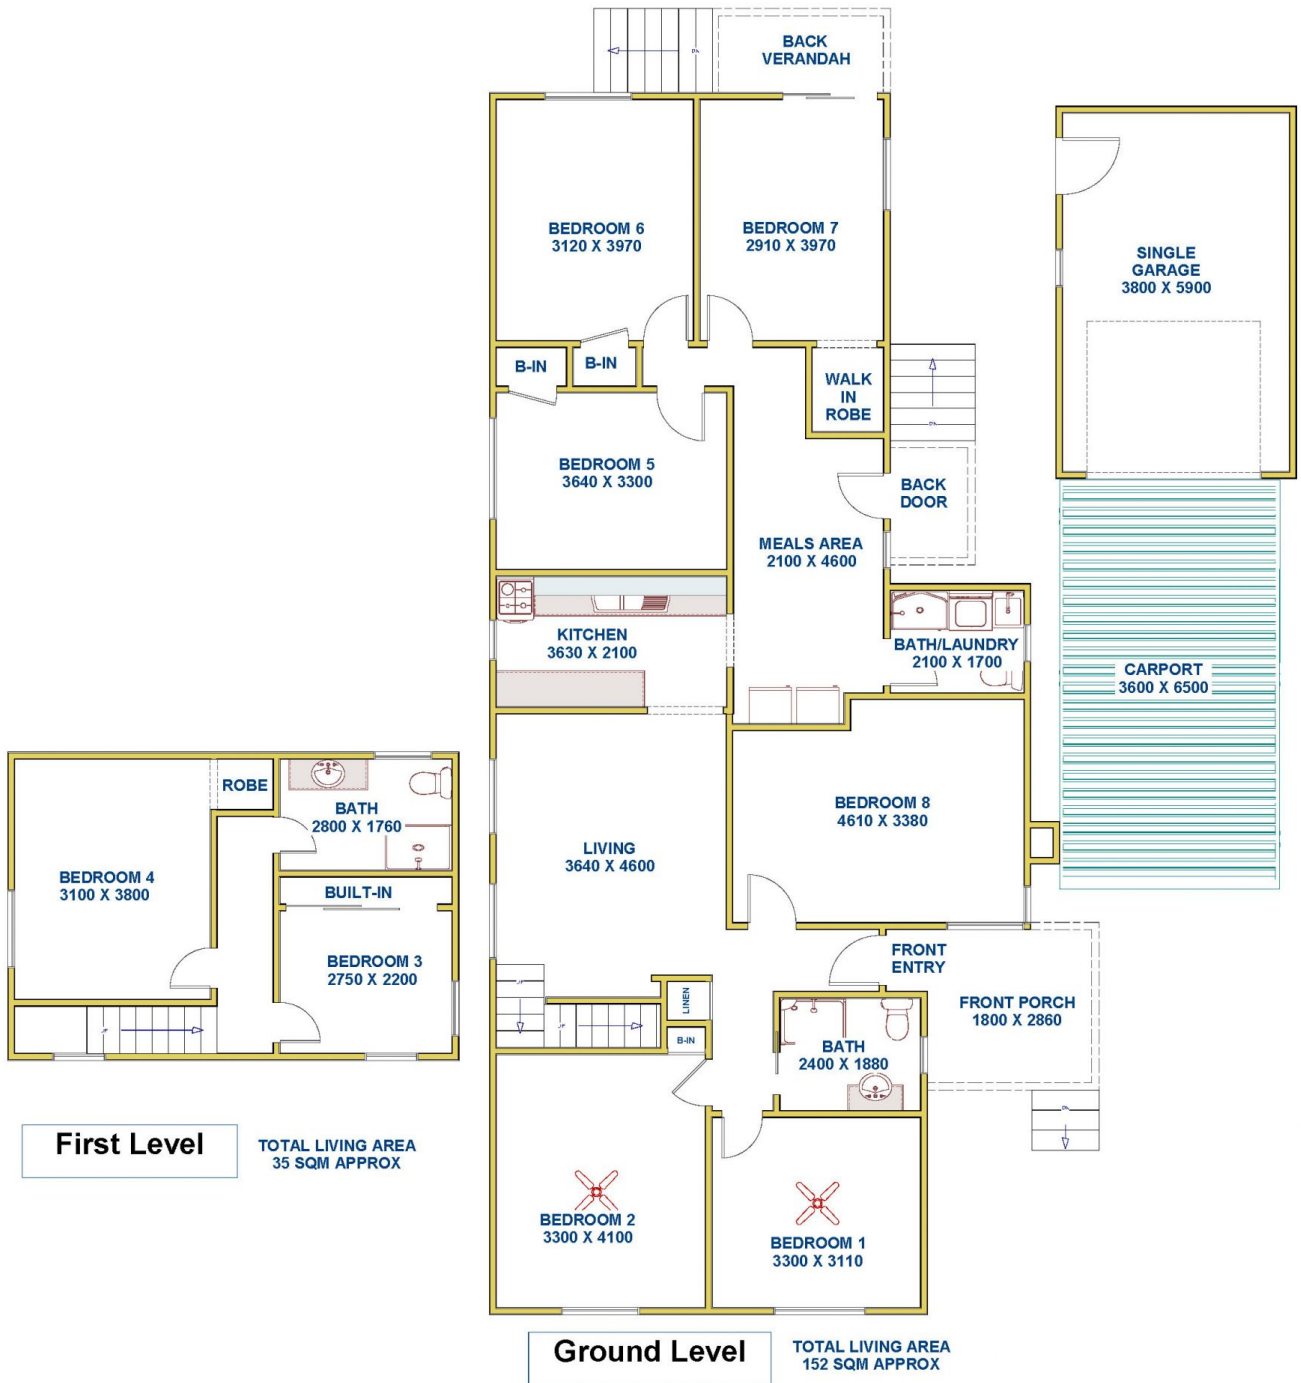 BACK
VERANDAH
BEDROOM 6
3120 X 3970
BEDROOM 7
2910 X 3970
SINGLE
GARAGE
3800 X 5900
B-IN
B-IN
WALK
IN
ROBE
BEDROOM 5
3640 X 3300
BACK
DOOR
MEALS AREA
2100 X 4600
KITCHEN
3630 X 2100
BATH/LAUNDRY
2100 X 1700
CARPORT
3600 X 6500
ROBE
BATH
2800 X 1760
BEDROOM 8
4610 X 3380
LIVING
3640 X 4600
BEDROOM 4
3100 X 3800
BUILT-IN
BEDROOM 3
2750 X 2200
FRONT
ENTRY
LINEN
FRONT PORCH
1800 X 2860
B-IN
BATH
2400 X 1880
First Level
TOTAL LIVING AREA
35 SQM APPROX
BEDROOM 2
3300 X 4100
BEDROOM 1
3300 X 3110
Ground Level
TOTAL LIVING AREA
152 SQM APPROX